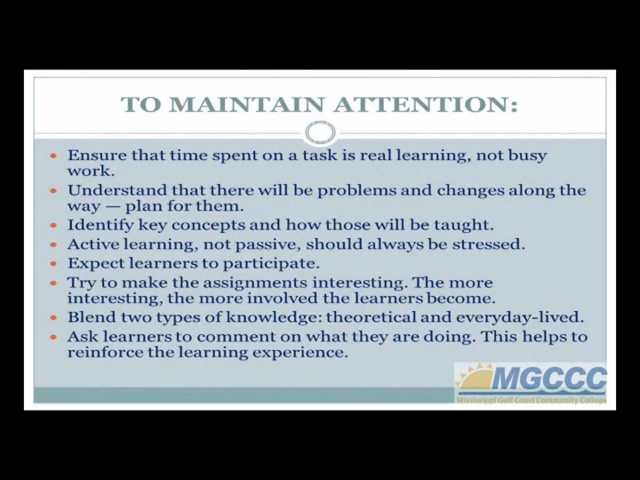 TO MAINTAIN ATTENTION:
• Ensure that time spent on a task is real learning, not busy
work.
• Understand that there will be problems and changes along the
way — plan for them.
• Identify key concepts and how those will be taught.
• Active learning, not passive, should always be stressed.
• Expect learners to participate.
• Try to make the assignments interesting. The more
interesting, the more involved the learners become.
• Blend two types of knowledge: theoretical and everyday-lived.
• Ask learners to comment on what they are doing. This helps to
reinforce the learning experience.
MGCCC
Mississippi Gulf Coast Community College